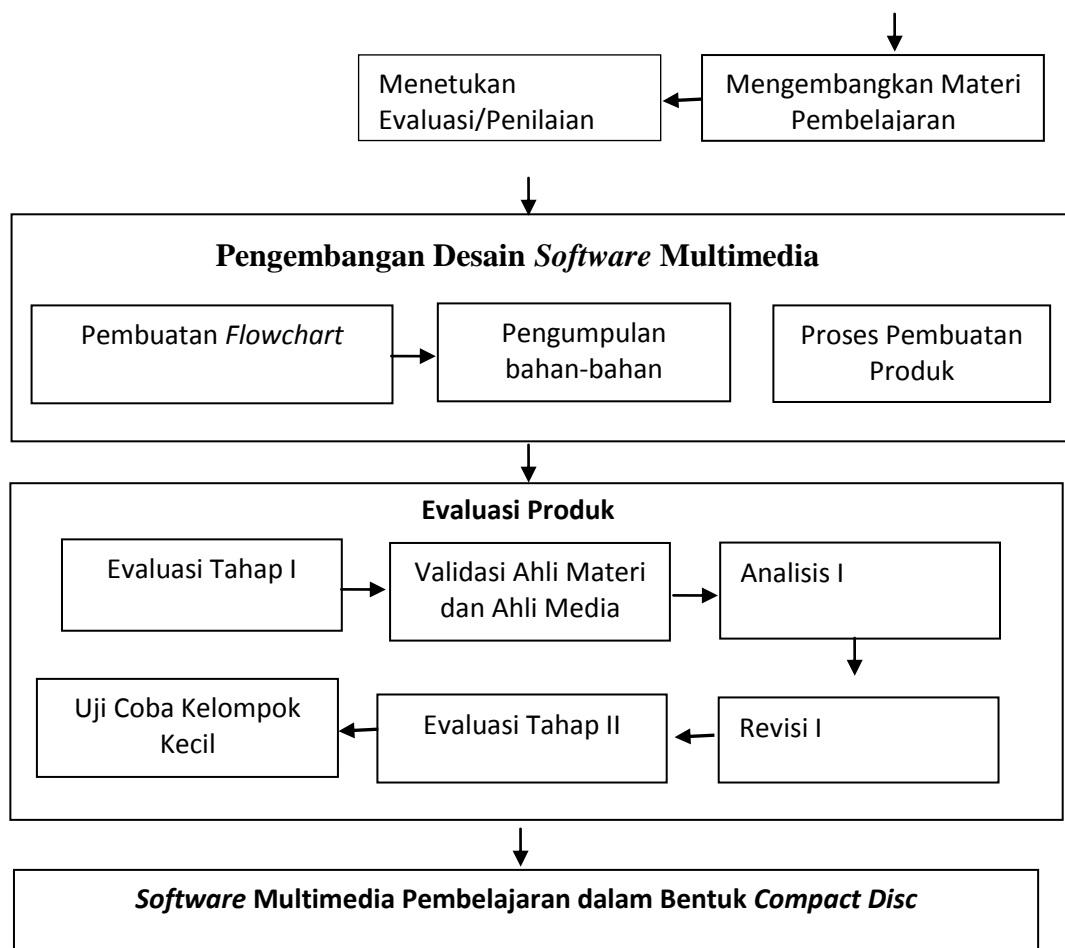 Menetukan
Evaluasi/Penilaian
Mengembangkan Materi
Pembelajaran
Pengembangan Desain Software Multimedia
Pembuatan Flowchart
Pengumpulan
bahan-bahan
Proses Pembuatan
Produk
Evaluasi Produk
Evaluasi Tahap I
Validasi Ahli Materi
dan Ahli Media
Analisis I
Uji Coba Kelompok
Kecil
Evaluasi Tahap II
Revisi I
Software Multimedia Pembelajaran dalam Bentuk Compact Disc